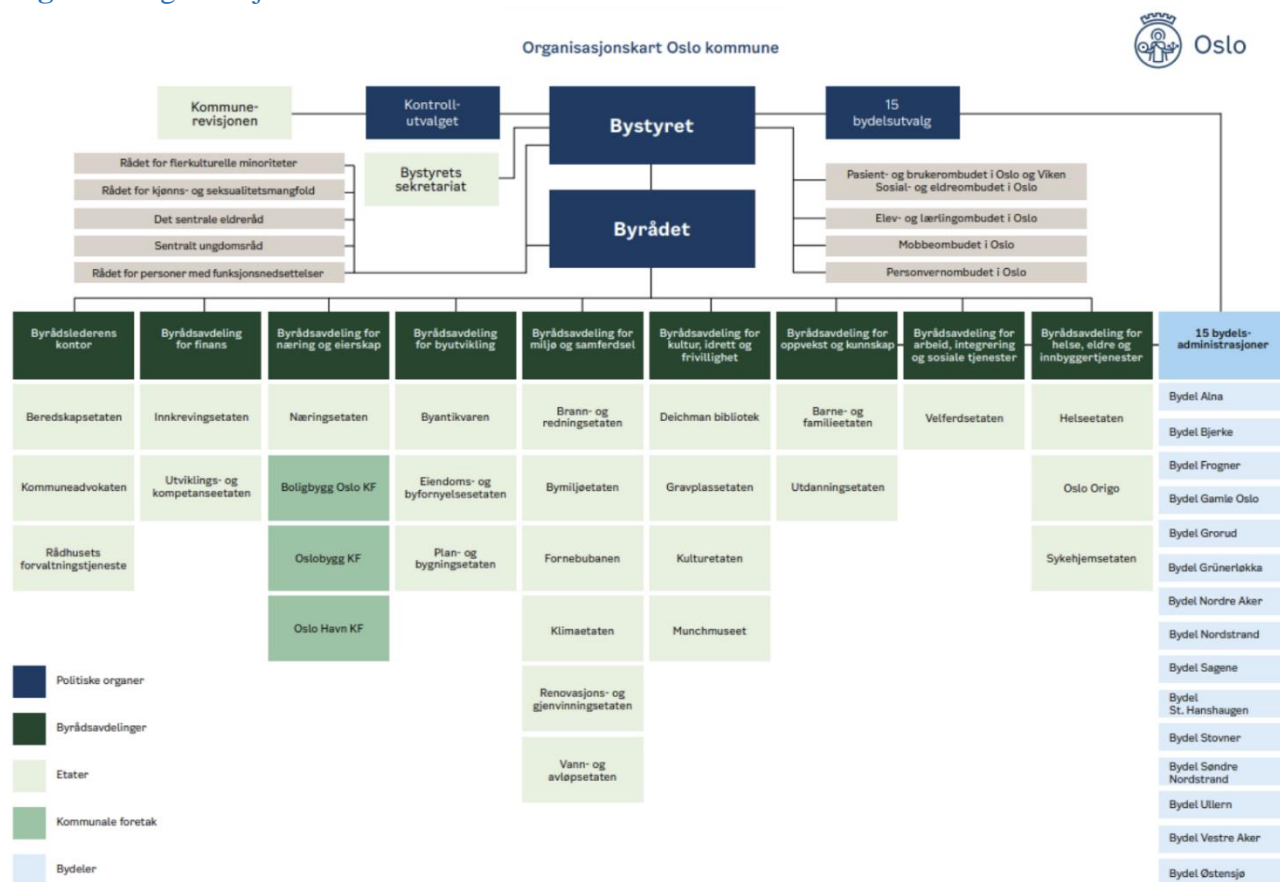 Organisasjonskart Oslo kommune
Oslo
Kommune-
revisjonen
Kontroll-
utvalget
Bystyret
15
bydelsutvalg
Rådet for flerkulturelle minoriteter
Rådet for kjønns- og seksualitetsmangfold
Det sentrale eldreråd
Sentralt ungdomsråd
Rådet for personer med funksjonsnedsettelser
Bystyrets
sekretariat
Byrådet
Pasient- og brukerombudet i Oslo og Viken
Sosial- og eldreombudet i Oslo
Elev- og lærlingombudet i Oslo
Mobbeombudet i Oslo
Personvernombudet i Oslo
Byrådslederens
kontor
Beredskapsetaten
Kommuneadvokaten
Rådhusets
forvaltningstjeneste
Byrådsavdeling
for finans
Innkrevingsetaten
Utviklings- og
kompetanseetaten
Byrådsavdeling for
næring og eierskap
Næringsetaten
Boligbygg Oslo KF
Oslobygg KF
Oslo Havn KF
Byrådsavdeling
for byutvikling
Byantikvaren
Eiendoms- og
byfornyelsesetaten
Plan- og
bygningsetaten
Byrådsavdeling for
miljø og samferdsel
Brann- og
redningsetaten
Bymiljøetaten
Fornebubanen
Klimaetaten
Renovasjons- og
gjenvinningsetaten
Vann- og
avløpsetaten
Byrådsavdeling for
kultur, idrett og
frivillighet
Deichman bibliotek
Gravplassetaten
Kulturetaten
Munchmuseet
Byrådsavdeling for
oppvekst og kunnskap
Barne- og
familieetaten
Utdanningsetaten
Byrådsavdeling for
arbeid, integrering
og sosiale tjenester
Velferdsetaten
Byrådsavdeling for
helse, eldre og
innbyggertjenester
Helseetaten
Oslo Origo
Sykehjemsetaten
15 bydels-
administrasjoner
Bydel Alna
Bydel Bjerke
Bydel Frogner
Bydel Gamle Oslo
Bydel Grorud
Bydel Grünerløkka
Bydel Nordre Aker
Bydel Nordstrand
Bydel Sagene
Bydel
St. Hanshaugen
Bydel Stovner
Bydel Søndre
Nordstrand
Bydel Ullern
Bydel Vestre Aker
Bydel Østensjø
Politiske organer
Byrådsavdelinger
Etater
Kommunale foretak
Bydeler